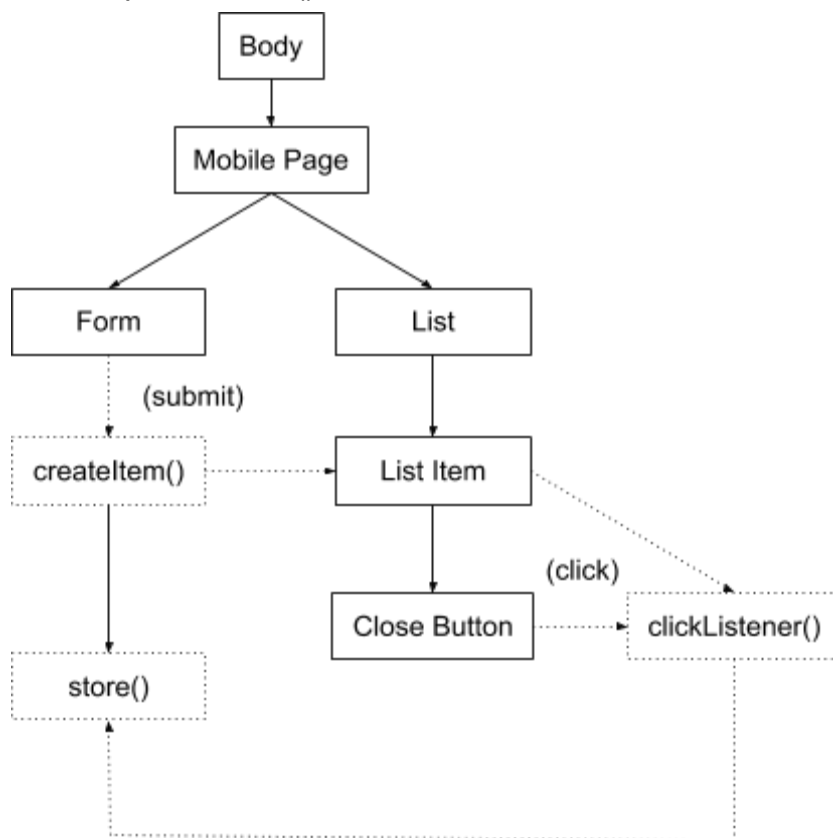 Body
Mobile Page
Form
List
(submit)
createItem()
List Item
(click)
Close Button
clickListener()
store()